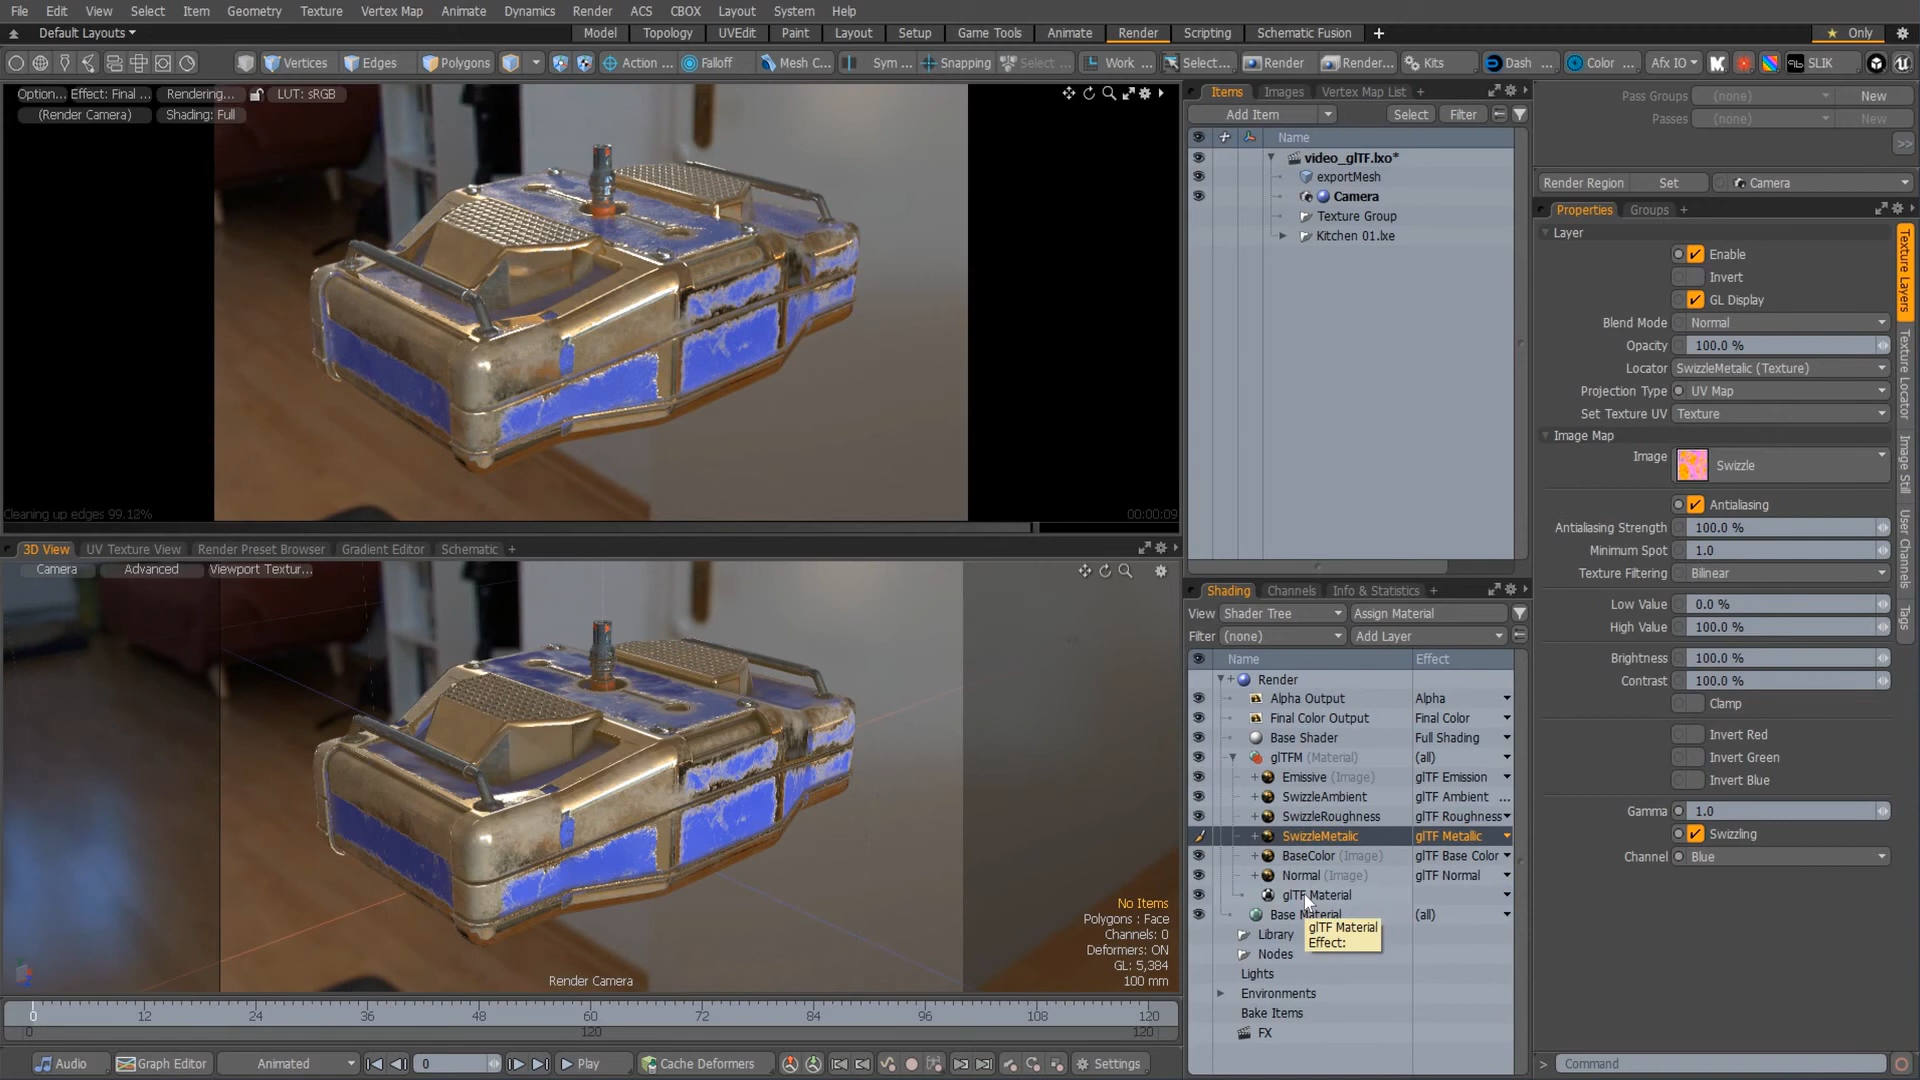 File Edit View Select Item Geometry Texture Vertex Map Animate Dynamics Render ACS CBOX Layout System Help
Default Layouts Model Topology UVEdit Paint Layout Setup Game Tools Animate Render Scripting Schematic Fusion + Only
Vertices Edges Polygons Action ... Falloff Mesh C... Sym ... Snapping Select ... Work ... Select... Render Render... Kits Dash ... Color ... Afx IO SLIK
Option... Effect: Final ... Rendering... LUT: sRGB
(Render Camera) Shading: Full
Cleaning up edges 99.12% 00:00:09
3D View UV Texture View Render Preset Browser Gradient Editor Schematic +
Camera Advanced Viewport Textur...
No Items
Polygons : Face
Channels: 0
Deformers: ON
GL: 5,384
100 mm
Render Camera
0 12 24 36 48 60 72 84 96 108 120
0 120 120
Audio Graph Editor Animated 0 Play Cache Deformers Settings
Items Images Vertex Map List +
Add Item Select Filter
Name
video_glTF.lxo*
exportMesh
Camera
Texture Group
Kitchen 01.lxe
Shading Channels Info & Statistics +
View Shader Tree Assign Material
Filter (none) Add Layer
Name Effect
Render
Alpha Output Alpha
Final Color Output Final Color
Base Shader Full Shading
glTFM (Material) (all)
Emissive (Image) glTF Emission
SwizzleAmbient glTF Ambient ...
SwizzleRoughness glTF Roughness
SwizzleMetalic glTF Metallic
BaseColor (Image) glTF Base Color
Normal (Image) glTF Normal
glTF Material
Base Material (all)
Library
Nodes
Lights
Environments
Bake Items
FX
glTF Material
Effect:
Pass Groups (none) New
Passes (none) New
>>
Render Region Set Camera
Properties Groups +
Layer
Enable
Invert
GL Display
Blend Mode Normal
Opacity 100.0 %
Locator SwizzleMetalic (Texture)
Projection Type UV Map
Set Texture UV Texture
Image Map
Image Swizzle
Antialiasing
Antialiasing Strength 100.0 %
Minimum Spot 1.0
Texture Filtering Bilinear
Low Value 0.0 %
High Value 100.0 %
Brightness 100.0 %
Contrast 100.0 %
Clamp
Invert Red
Invert Green
Invert Blue
Gamma 1.0
Swizzling
Channel Blue
Texture Layers
Texture Locator
Image Still
User Channels
Tags
> Command